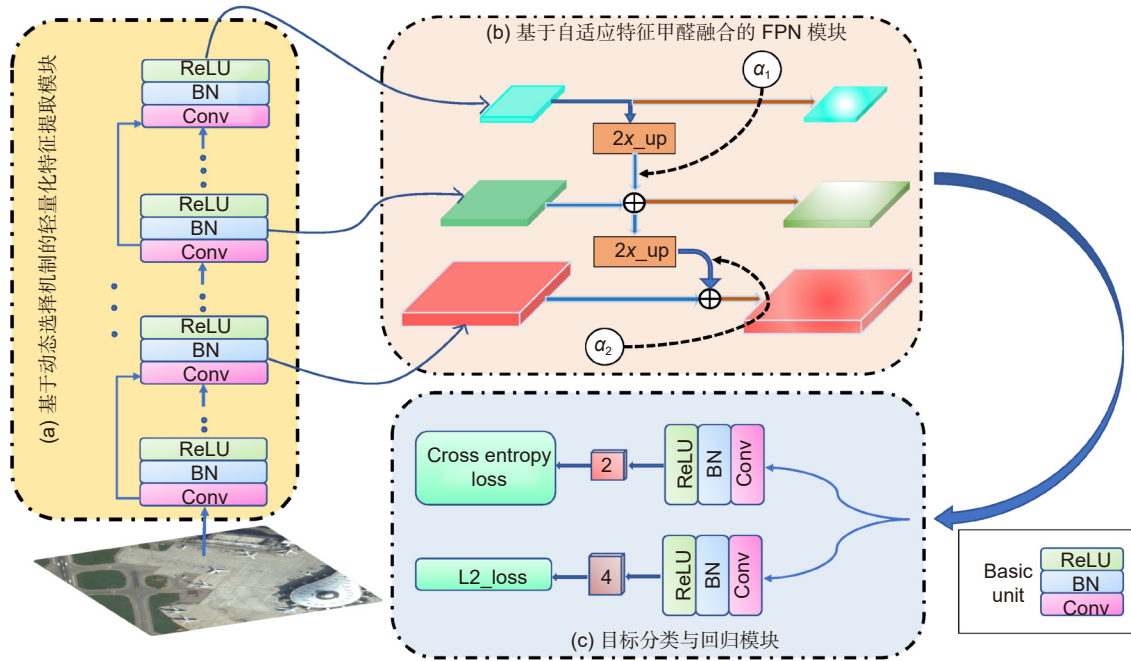 (a) 基于动态选择机制的轻量化特征提取模块
ReLU
BN
Conv
ReLU
BN
Conv
ReLU
BN
Conv
ReLU
BN
Conv
(b) 基于自适应特征甲醛融合的 FPN 模块
α1
2x_up
2x_up
α2
Cross entropy
loss
2
ReLU
BN
Conv
L2_loss
4
ReLU
BN
Conv
(c) 目标分类与回归模块
Basic
unit
ReLU
BN
Conv